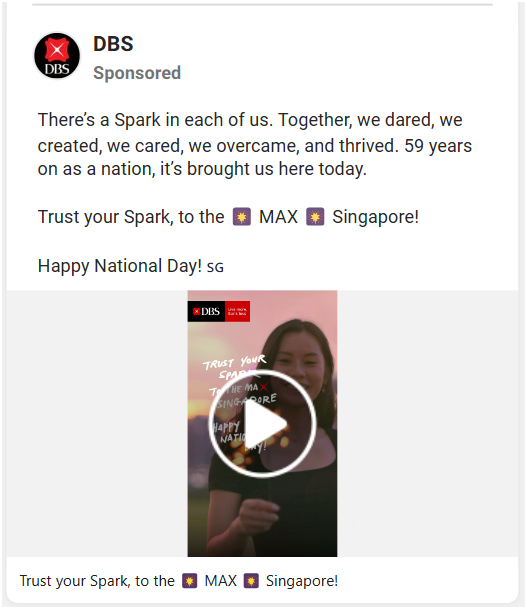 DBS
DBS
Sponsored
There's a Spark in each of us. Together, we dared, we
created, we cared, we overcame, and thrived. 59 years
on as a nation, it's brought us here today.
Trust your Spark, to the 🎇 MAX 🎇 Singapore!
Happy National Day! SG
DBS Live more, Bank less
TRUST YOUR
SPARK
TO THE MAX
SINGAPORE
HAPPY
NATIONAL
DAY!
Trust your Spark, to the 🎇 MAX 🎇 Singapore!